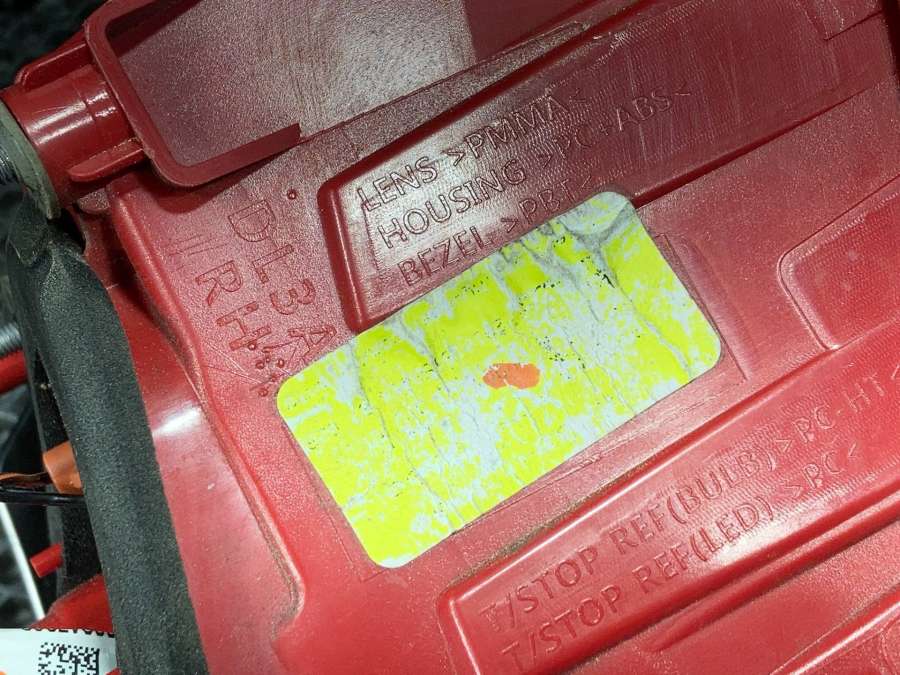 LENS >PMMA<
HOUSING >PC+ABS<
BEZEL >PBT<
DL3A
RH
T/STOP REF(BULB) >PC-HT<
T/STOP REF(LED) >PC<